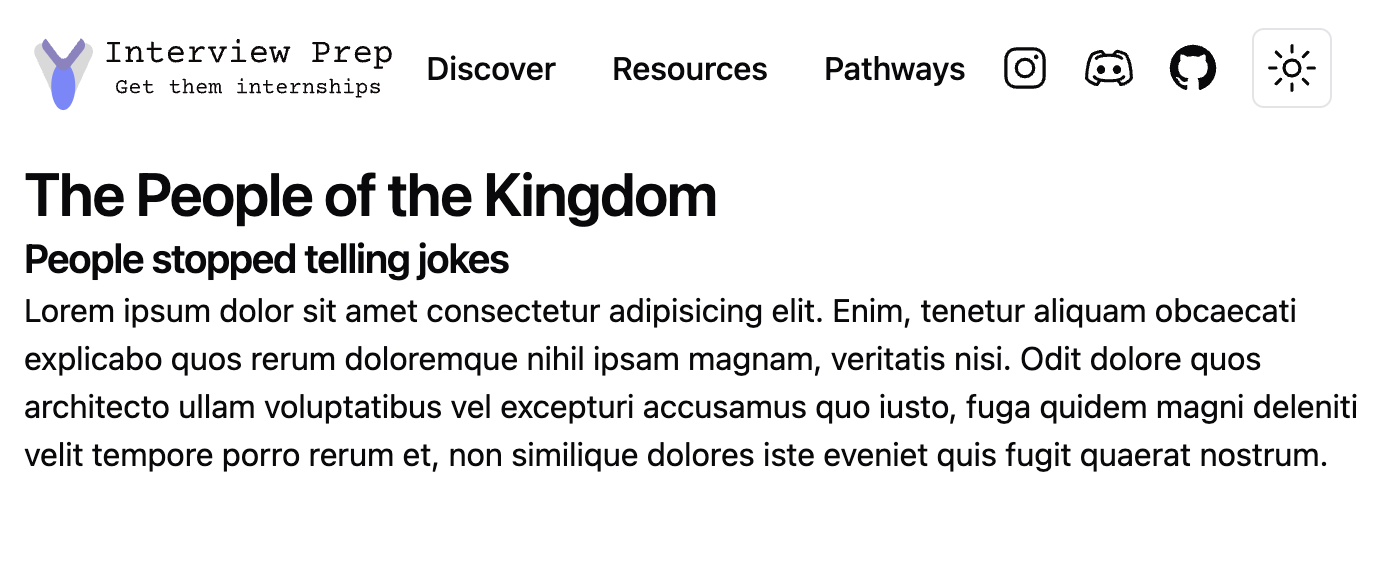 Interview Prep
Get them internships
Discover Resources Pathways
The People of the Kingdom
People stopped telling jokes
Lorem ipsum dolor sit amet consectetur adipisicing elit. Enim, tenetur aliquam obcaecati
explicabo quos rerum doloremque nihil ipsam magnam, veritatis nisi. Odit dolore quos
architecto ullam voluptatibus vel excepturi accusamus quo iusto, fuga quidem magni deleniti
velit tempore porro rerum et, non similique dolores iste eveniet quis fugit quaerat nostrum.